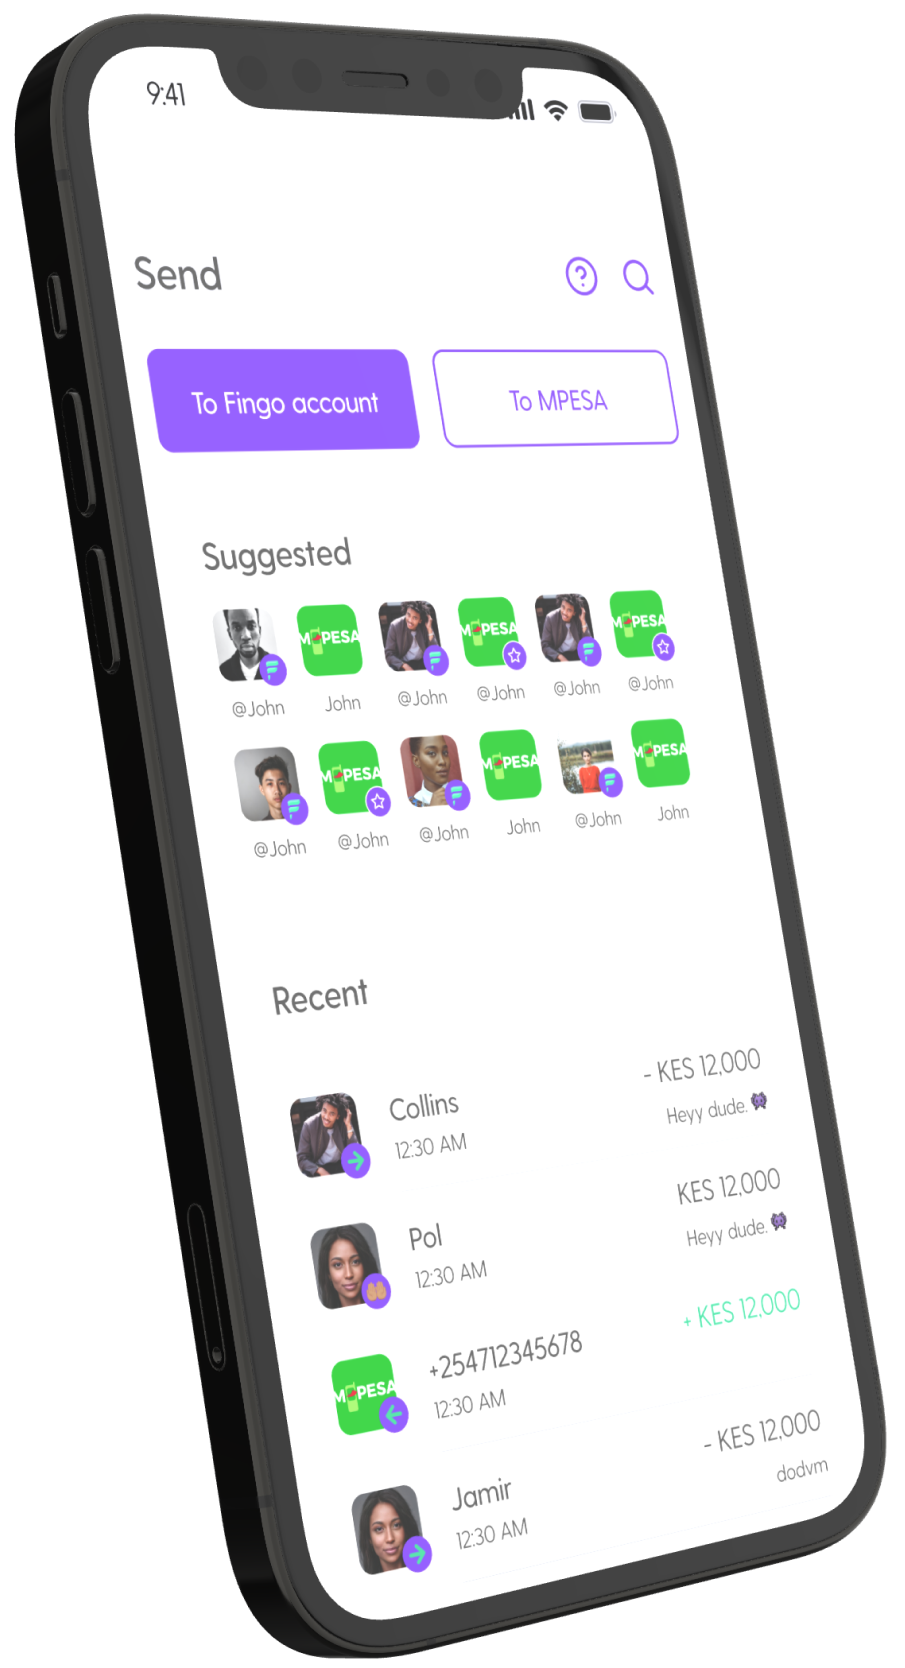 9:41
Send
To Fingo account
To MPESA
Suggested
MPESA
MPESA
MPESA
@John
John
@John
@John
@John
@John
MPESA
MPESA
MPESA
@John
@John
@John
John
@John
John
Recent
Collins
- KES 12,000
12:30 AM
Heyy dude.
Pol
KES 12,000
12:30 AM
Heyy dude.
MPESA
+254712345678
+ KES 12,000
12:30 AM
Jamir
- KES 12,000
12:30 AM
dodvm